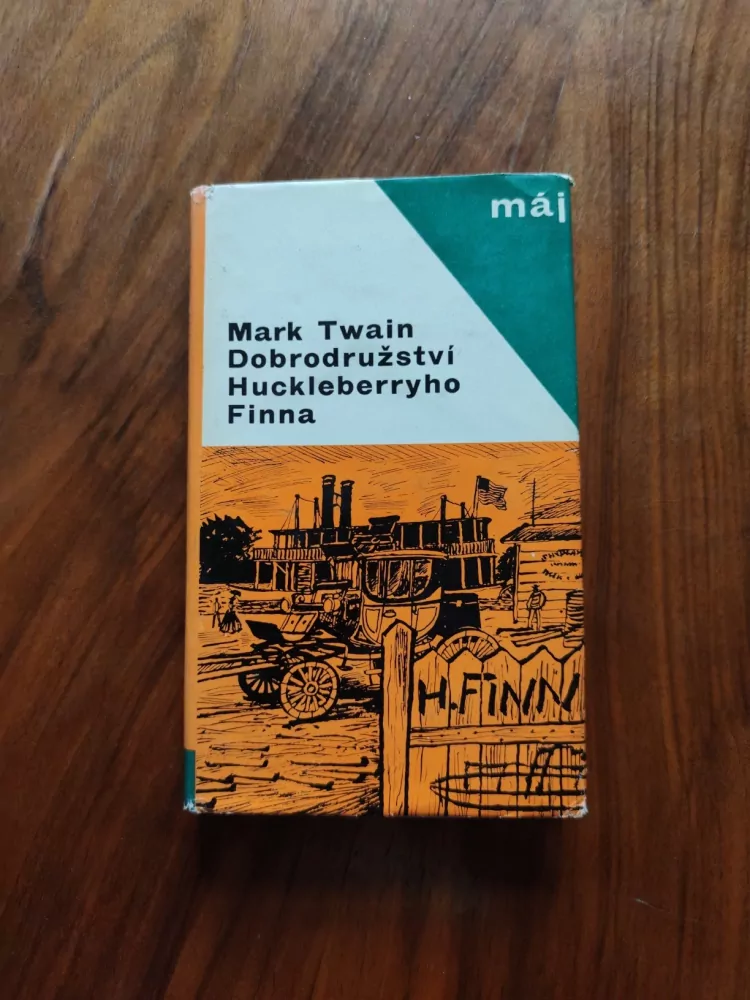 máj
Mark Twain
Dobrodružství
Huckleberryho
Finna
H.FINN